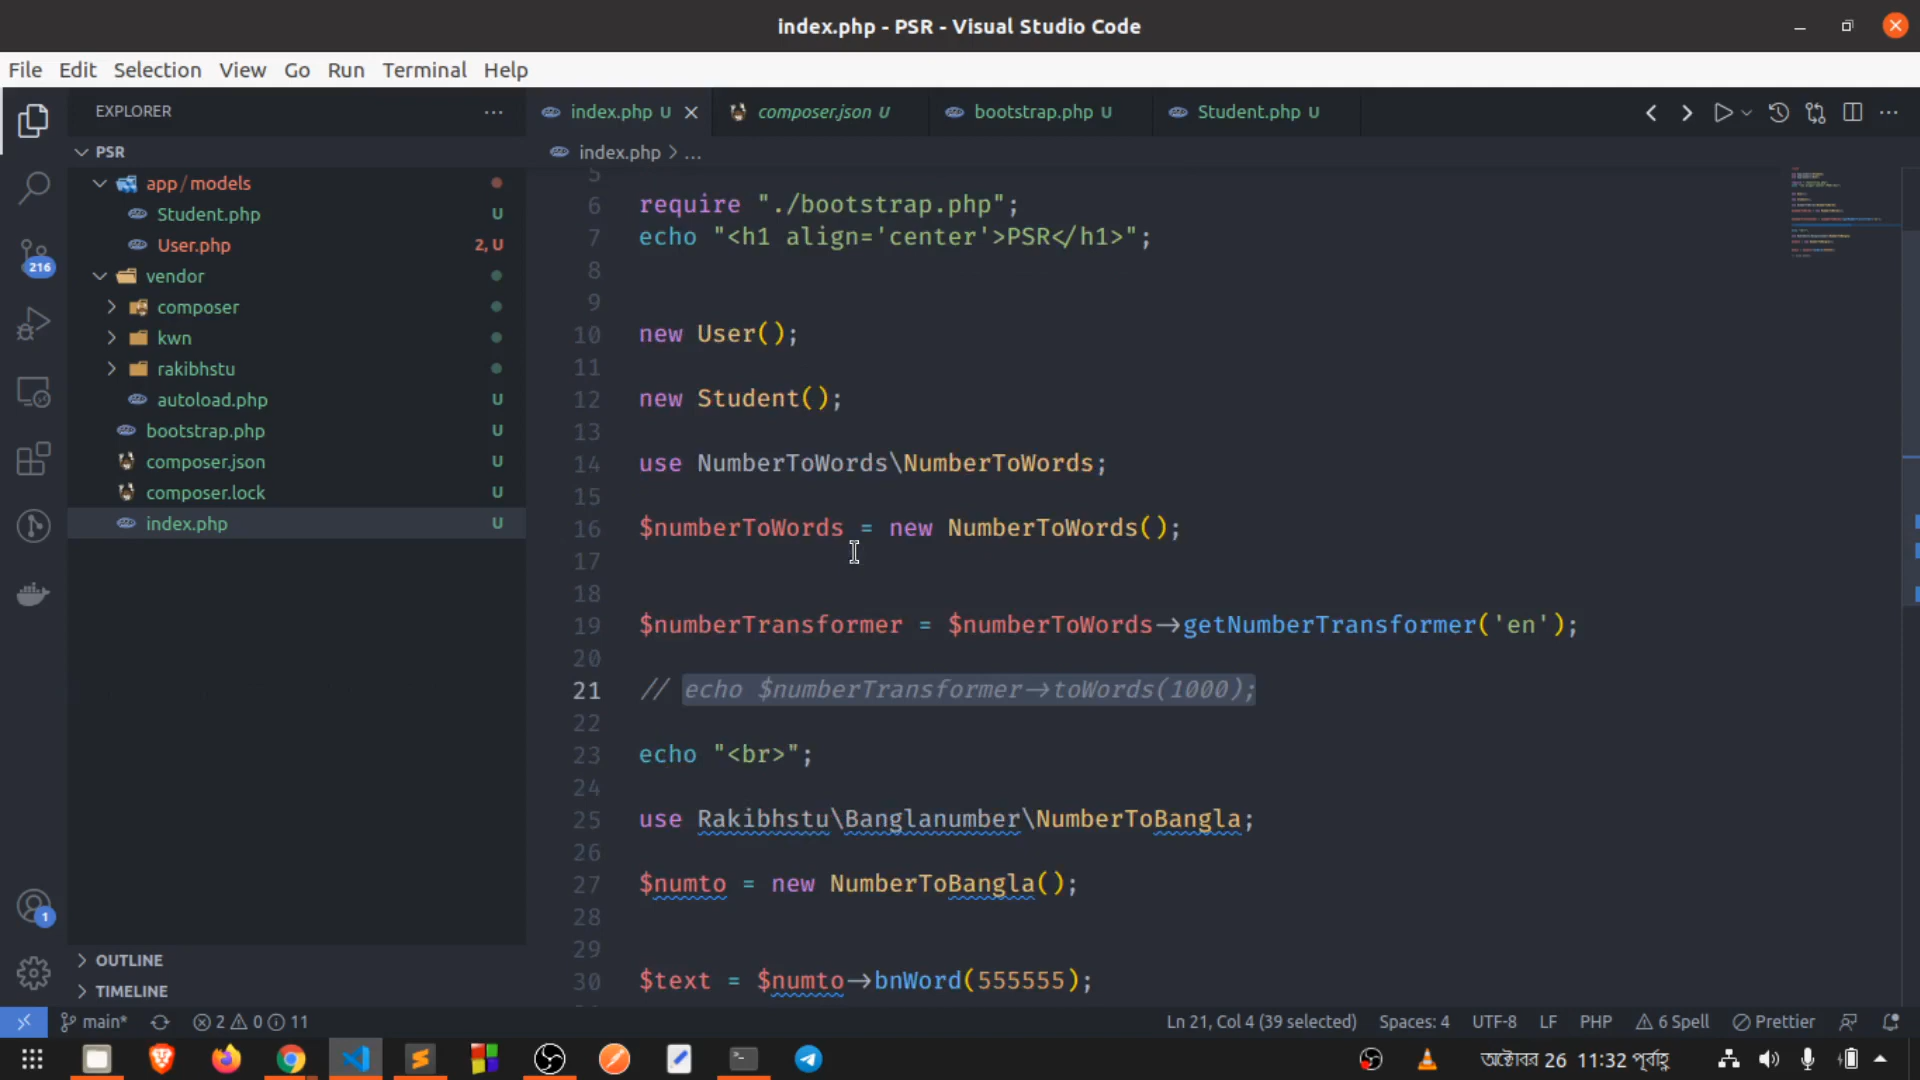 index.php - PSR - Visual Studio Code
File Edit Selection View Go Run Terminal Help
EXPLORER
index.php U
composer.json U
bootstrap.php U
Student.php U
PSR
index.php > ...
app / models
Student.php U
User.php 2, U
vendor
composer
kwn
rakibhstu
autoload.php U
bootstrap.php U
composer.json U
composer.lock U
index.php U
OUTLINE
TIMELINE
216
1
5
6 require "./bootstrap.php";
7 echo "<h1 align='center'>PSR</h1>";
8
9
10 new User();
11
12 new Student();
13
14 use NumberToWords\NumberToWords;
15
16 $numberToWords = new NumberToWords();
17
18
19 $numberTransformer = $numberToWords->getNumberTransformer('en');
20
21 // echo $numberTransformer->toWords(1000);
22
23 echo "<br>";
24
25 use Rakibhstu\Banglanumber\NumberToBangla;
26
27 $numto = new NumberToBangla();
28
29
30 $text = $numto->bnWord(555555);
main* 2 0 11 Ln 21, Col 4 (39 selected) Spaces: 4 UTF-8 LF PHP 6 Spell Prettier
অক্টোবর 26 11:32 পূর্বাহ্ণ